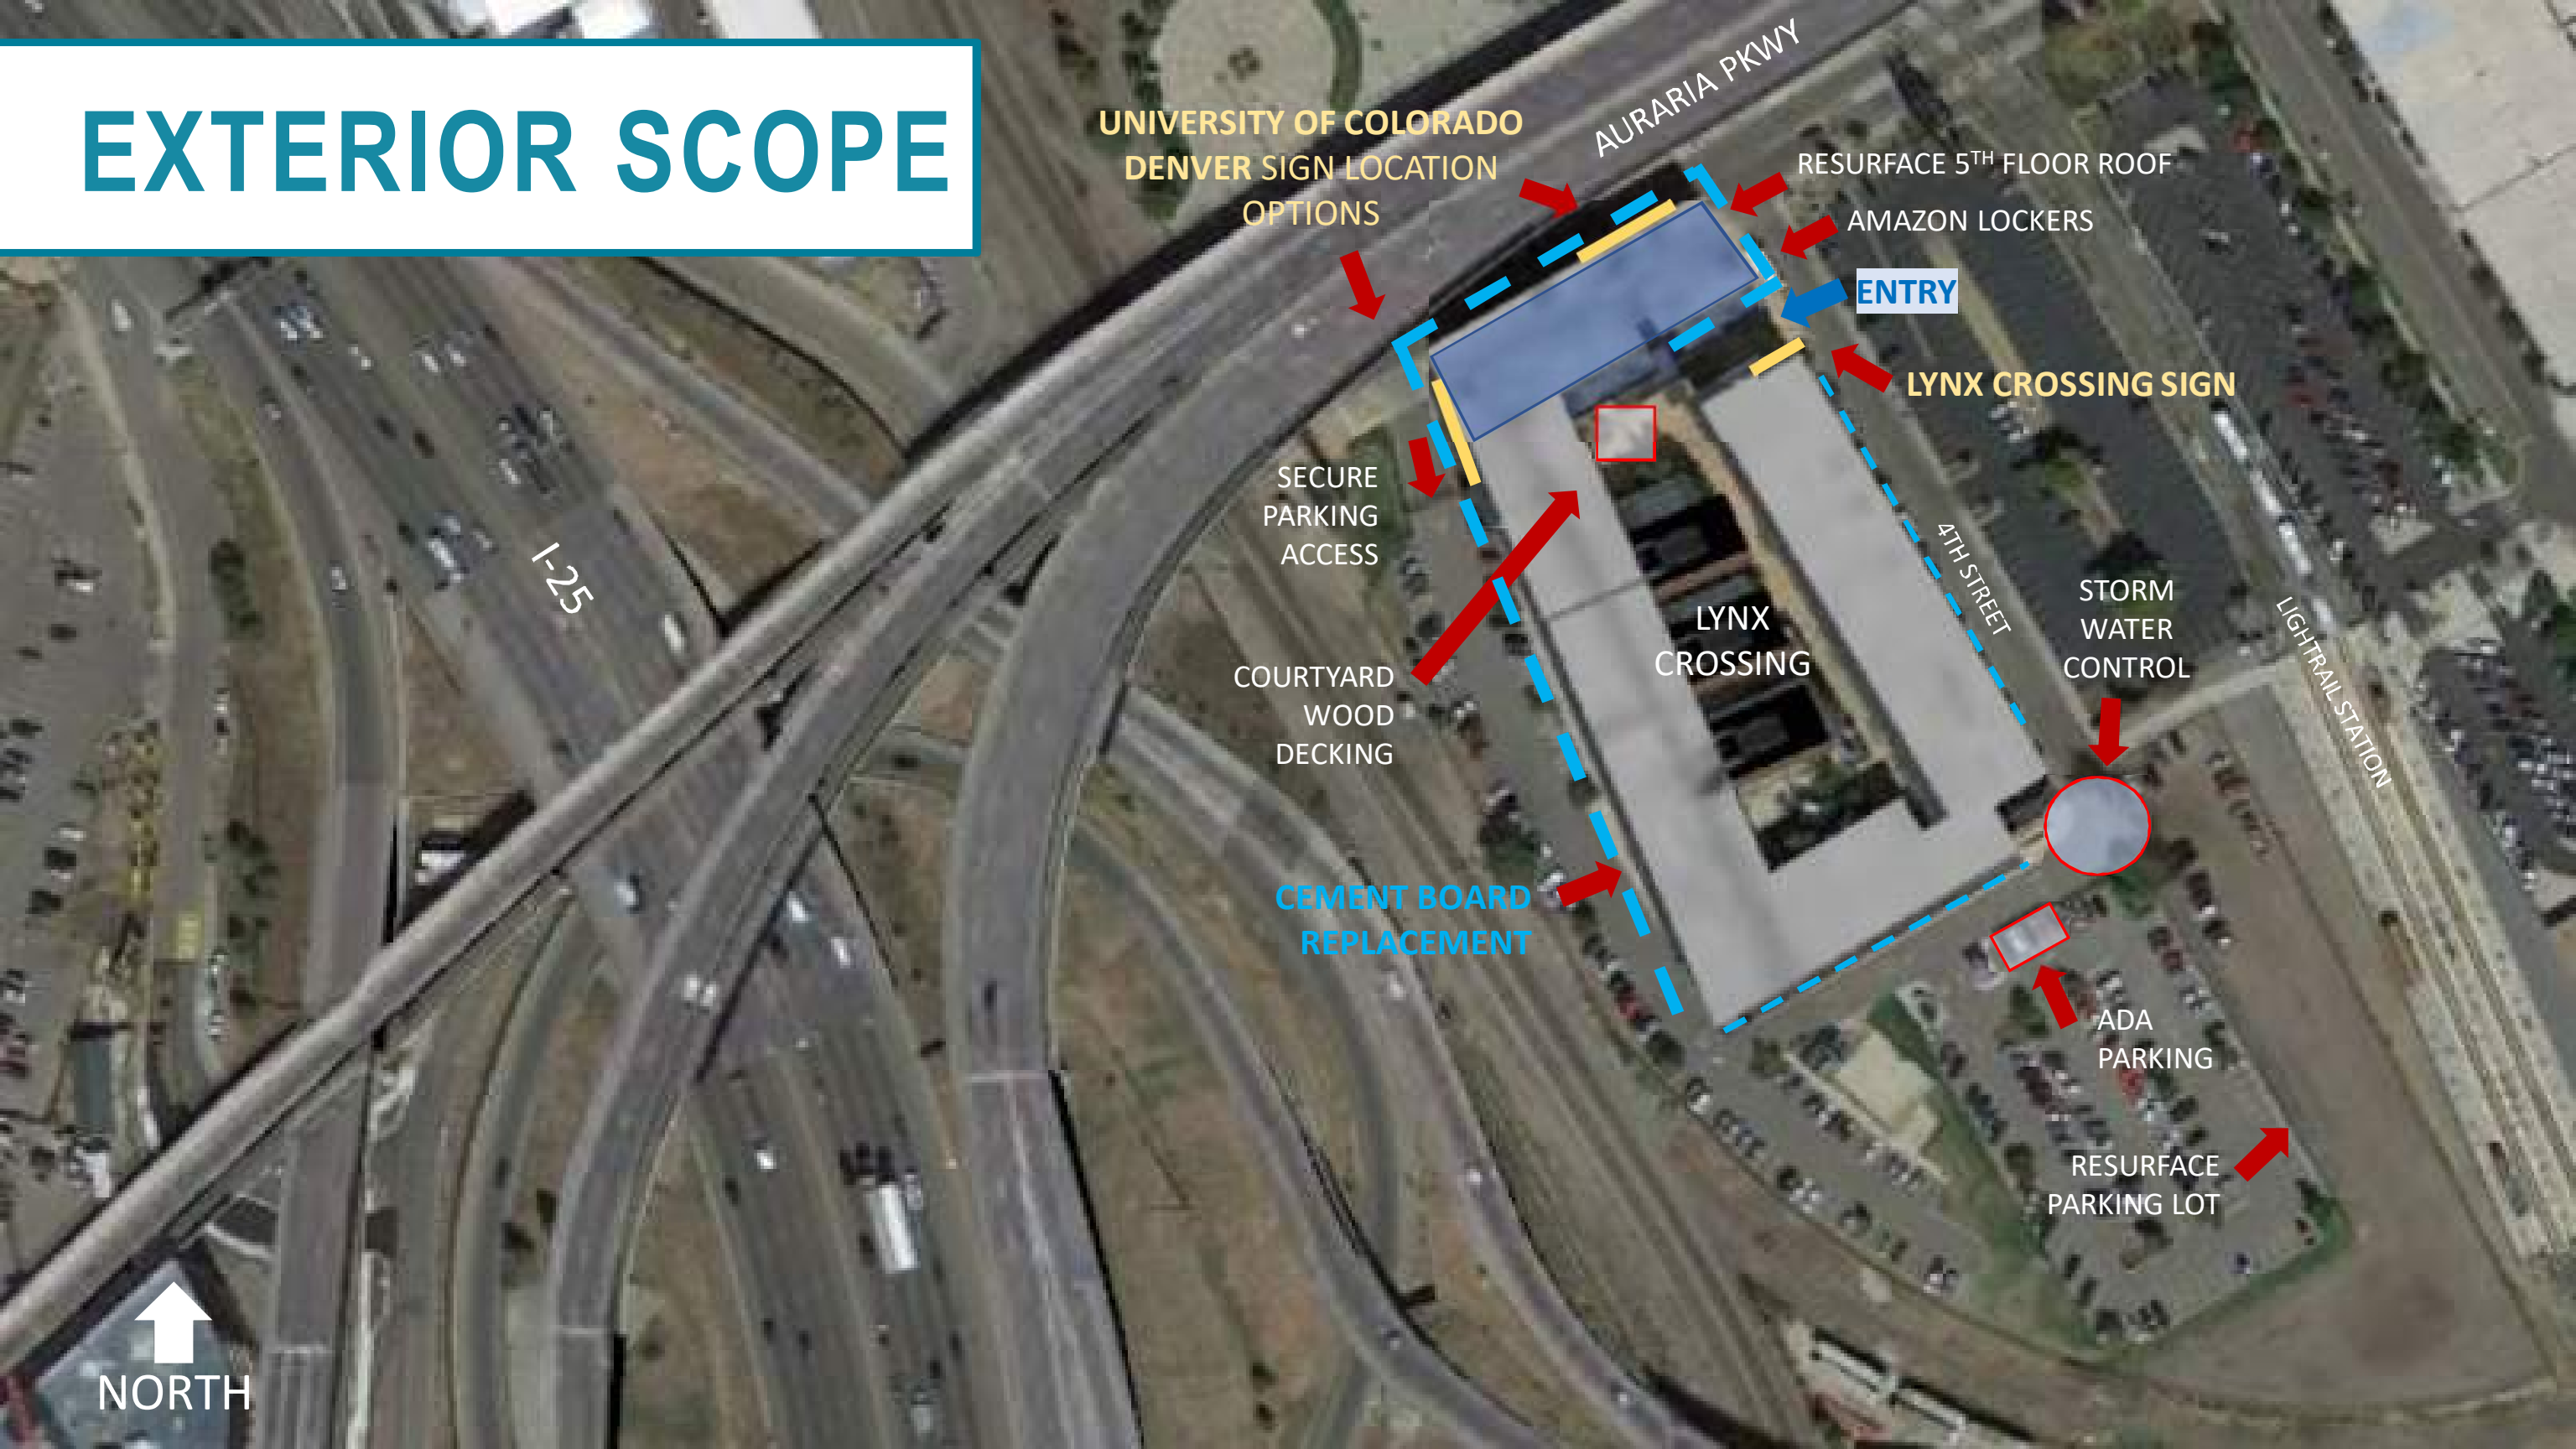 EXTERIOR SCOPE
UNIVERSITY OF COLORADO
DENVER SIGN LOCATION
OPTIONS
AURARIA PKWY
RESURFACE 5TH FLOOR ROOF
AMAZON LOCKERS
ENTRY
LYNX CROSSING SIGN
SECURE
PARKING
ACCESS
I-25
4TH STREET
STORM
WATER
CONTROL
LIGHTRAIL STATION
LYNX
CROSSING
COURTYARD
WOOD
DECKING
CEMENT BOARD
REPLACEMENT
ADA
PARKING
RESURFACE
PARKING LOT
NORTH